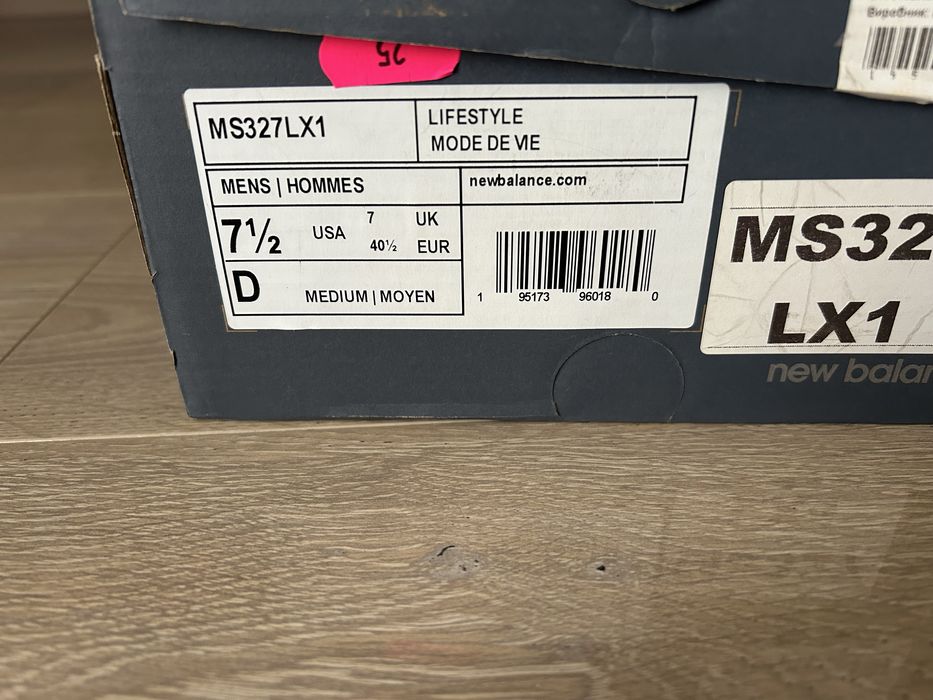 25
Виробник:
MS327LX1
LIFESTYLE
MODE DE VIE
MENS | HOMMES
newbalance.com
7½ USA 7 UK
40½ EUR
D MEDIUM | MOYEN
1 95173 96018 0
MS32
LX1
new balan